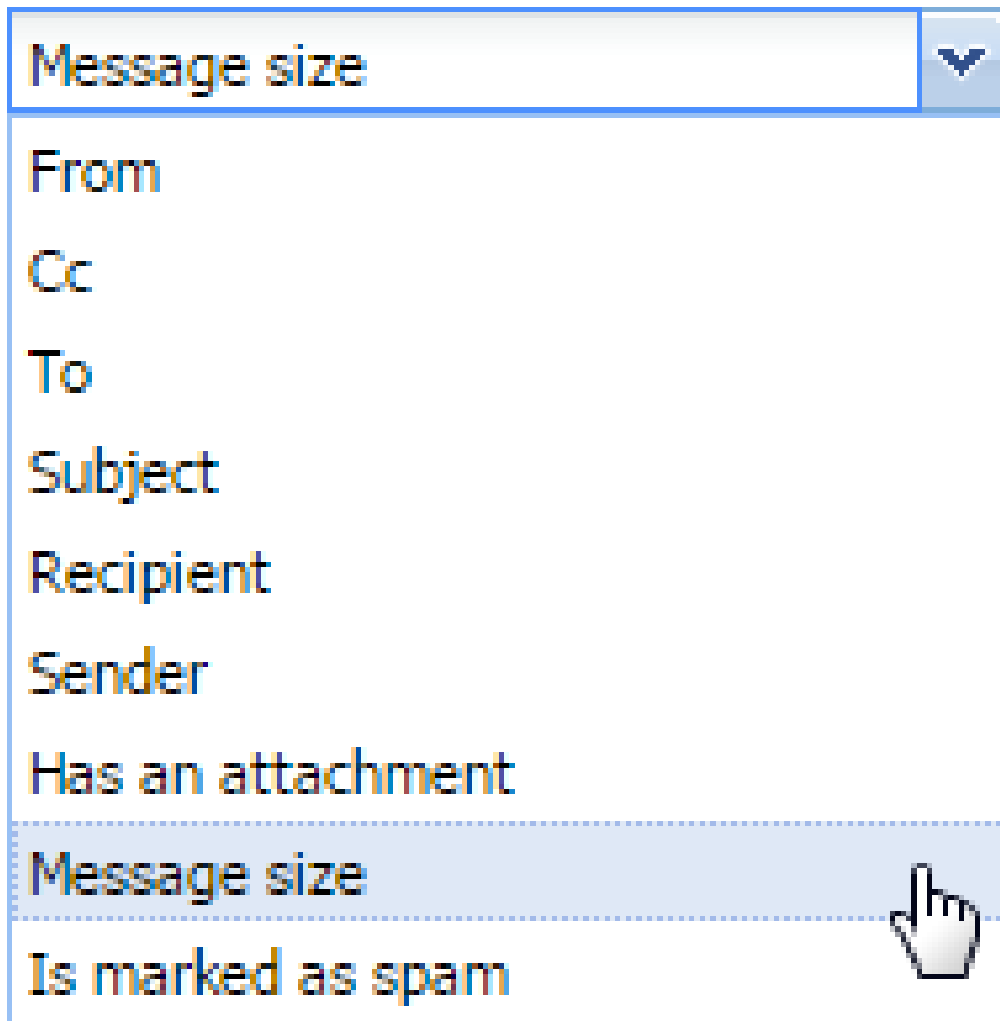 Message size
From
Cc
To
Subject
Recipient
Sender
Has an attachment
Message size
Is marked as spam